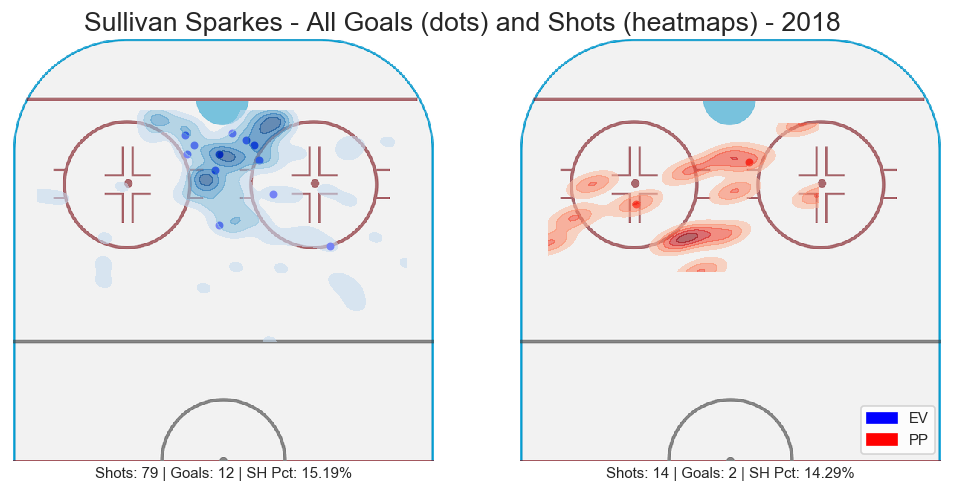 Sullivan Sparkes - All Goals (dots) and Shots (heatmaps) - 2018
EV
PP
Shots: 79 | Goals: 12 | SH Pct: 15.19%
Shots: 14 | Goals: 2 | SH Pct: 14.29%